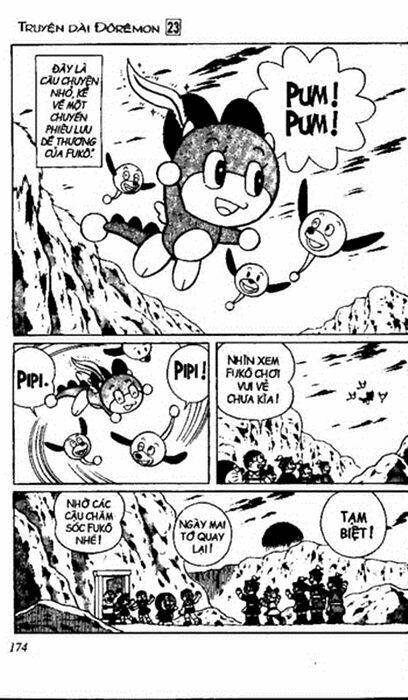 TRUYỆN DÀI ĐÔRÊMON 23
ĐÂY LÀ
CÂU CHUYỆN
NHỎ, KỂ
VỀ MỘT
CHUYẾN
PHIÊU LƯU
DỄ THƯƠNG
CỦA FUKÔ.
PUM!
PUM!
PIPI.
PIPI!
NHÌN XEM
FUKÔ CHƠI
VUI VẺ
CHƯA KÌA!
NHỜ CÁC
CẬU CHĂM
SÓC FUKÔ
NHÉ!
NGÀY MAI
TỚ QUAY
LẠI!
TẠM
BIỆT!
174